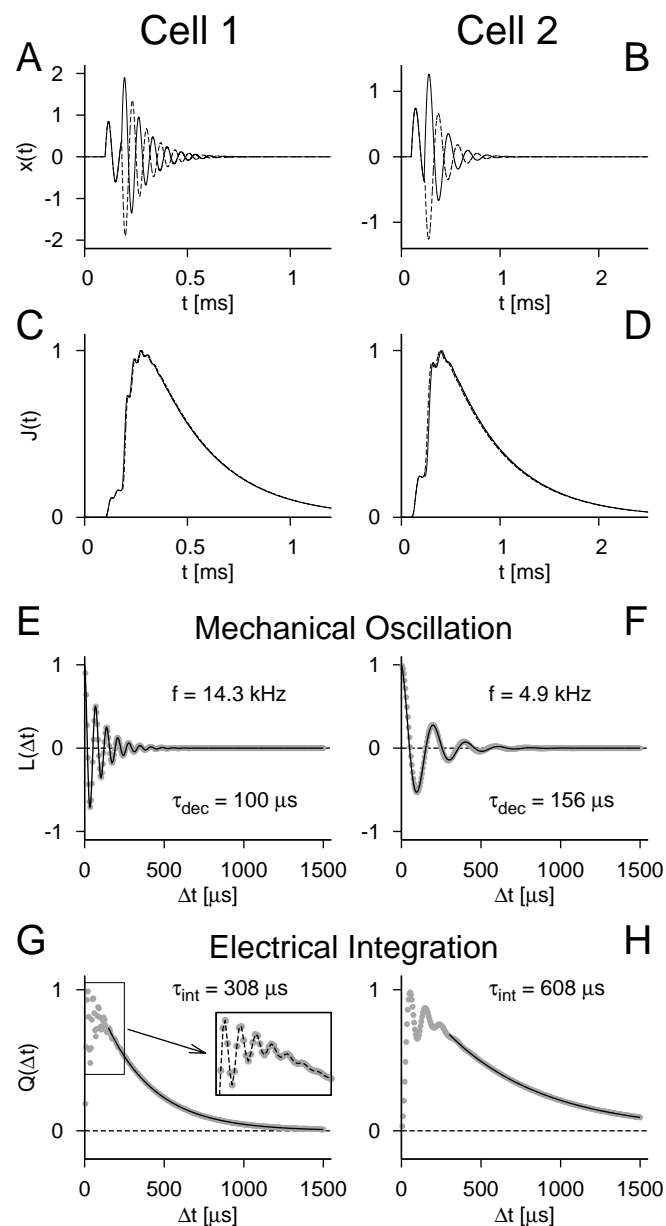 Cell 1 Cell 2
A B
x(t)
2
1
0
-1
-2
0 0.5 1
t [ms]
1
0
-1
0 1 2
t [ms]
C D
J(t)
1
0
0 0.5 1
t [ms]
1
0
0 1 2
t [ms]
E F
Mechanical Oscillation
L(Δt)
1
0
-1
f = 14.3 kHz
τdec = 100 μs
0 500 1000 1500
Δt [μs]
1
0
-1
f = 4.9 kHz
τdec = 156 μs
0 500 1000 1500
Δt [μs]
G H
Electrical Integration
Q(Δt)
1
0
τint = 308 μs
0 500 1000 1500
Δt [μs]
1
0
τint = 608 μs
0 500 1000 1500
Δt [μs]